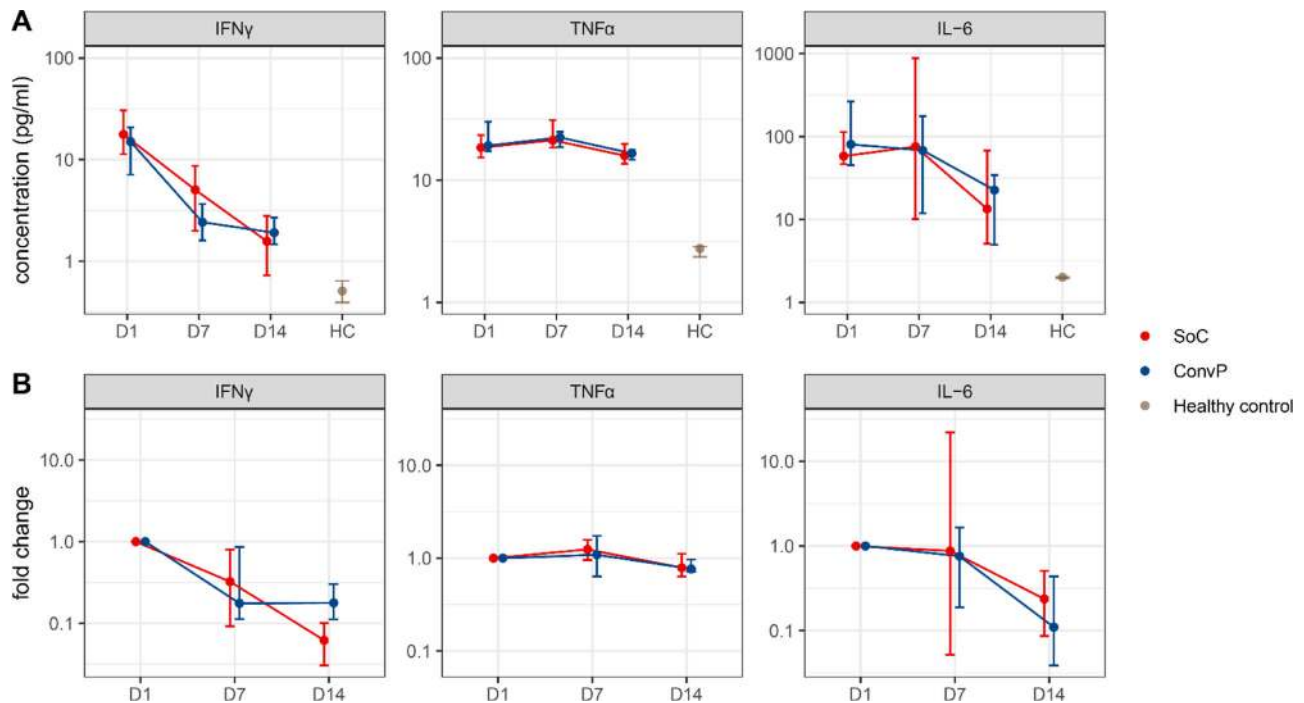 A
IFNγ
TNFα
IL-6
concentration (pg/ml)
100
10
1
100
10
1
1000
100
10
1
D1 D7 D14 HC
D1 D7 D14 HC
D1 D7 D14 HC
SoC
ConvP
Healthy control
B
IFNγ
TNFα
IL-6
fold change
10.0
1.0
0.1
10.0
1.0
0.1
10.0
1.0
0.1
D1 D7 D14
D1 D7 D14
D1 D7 D14